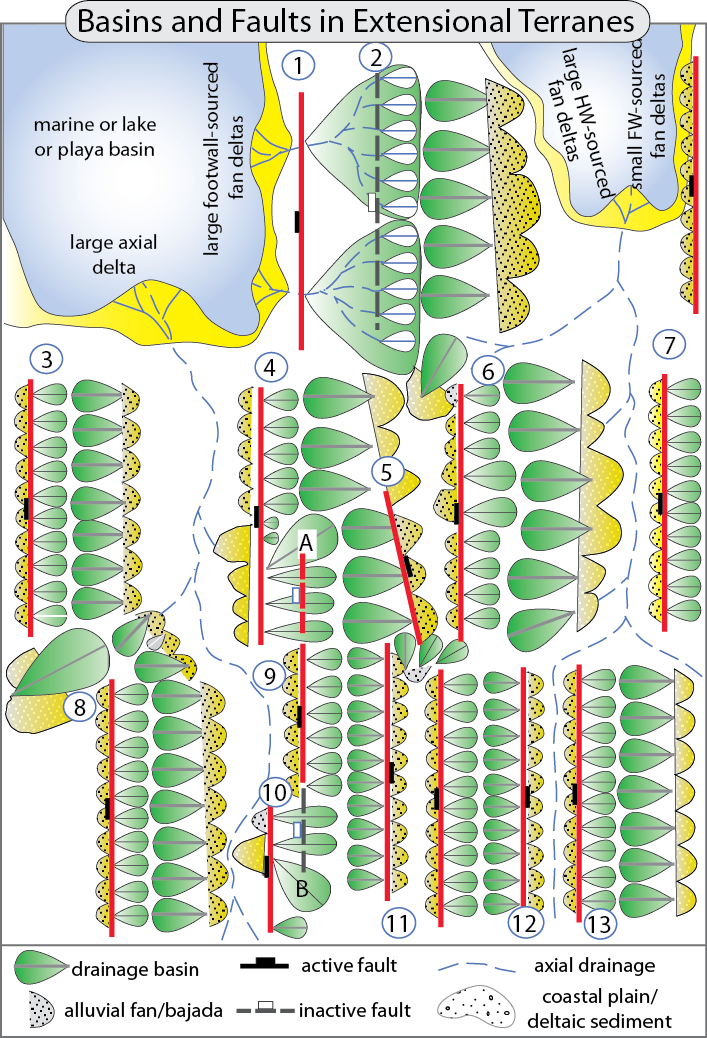 Basins and Faults in Extensional Terranes
1
2
marine or lake
or playa basin
large axial
delta
large footwall-sourced
fan deltas
large HW-sourced
fan deltas
small FW-sourced
fan deltas
3
4
5
6
7
A
8
9
10
B
11
12
13
drainage basin
active fault
axial drainage
alluvial fan/bajada
inactive fault
coastal plain/
deltaic sediment